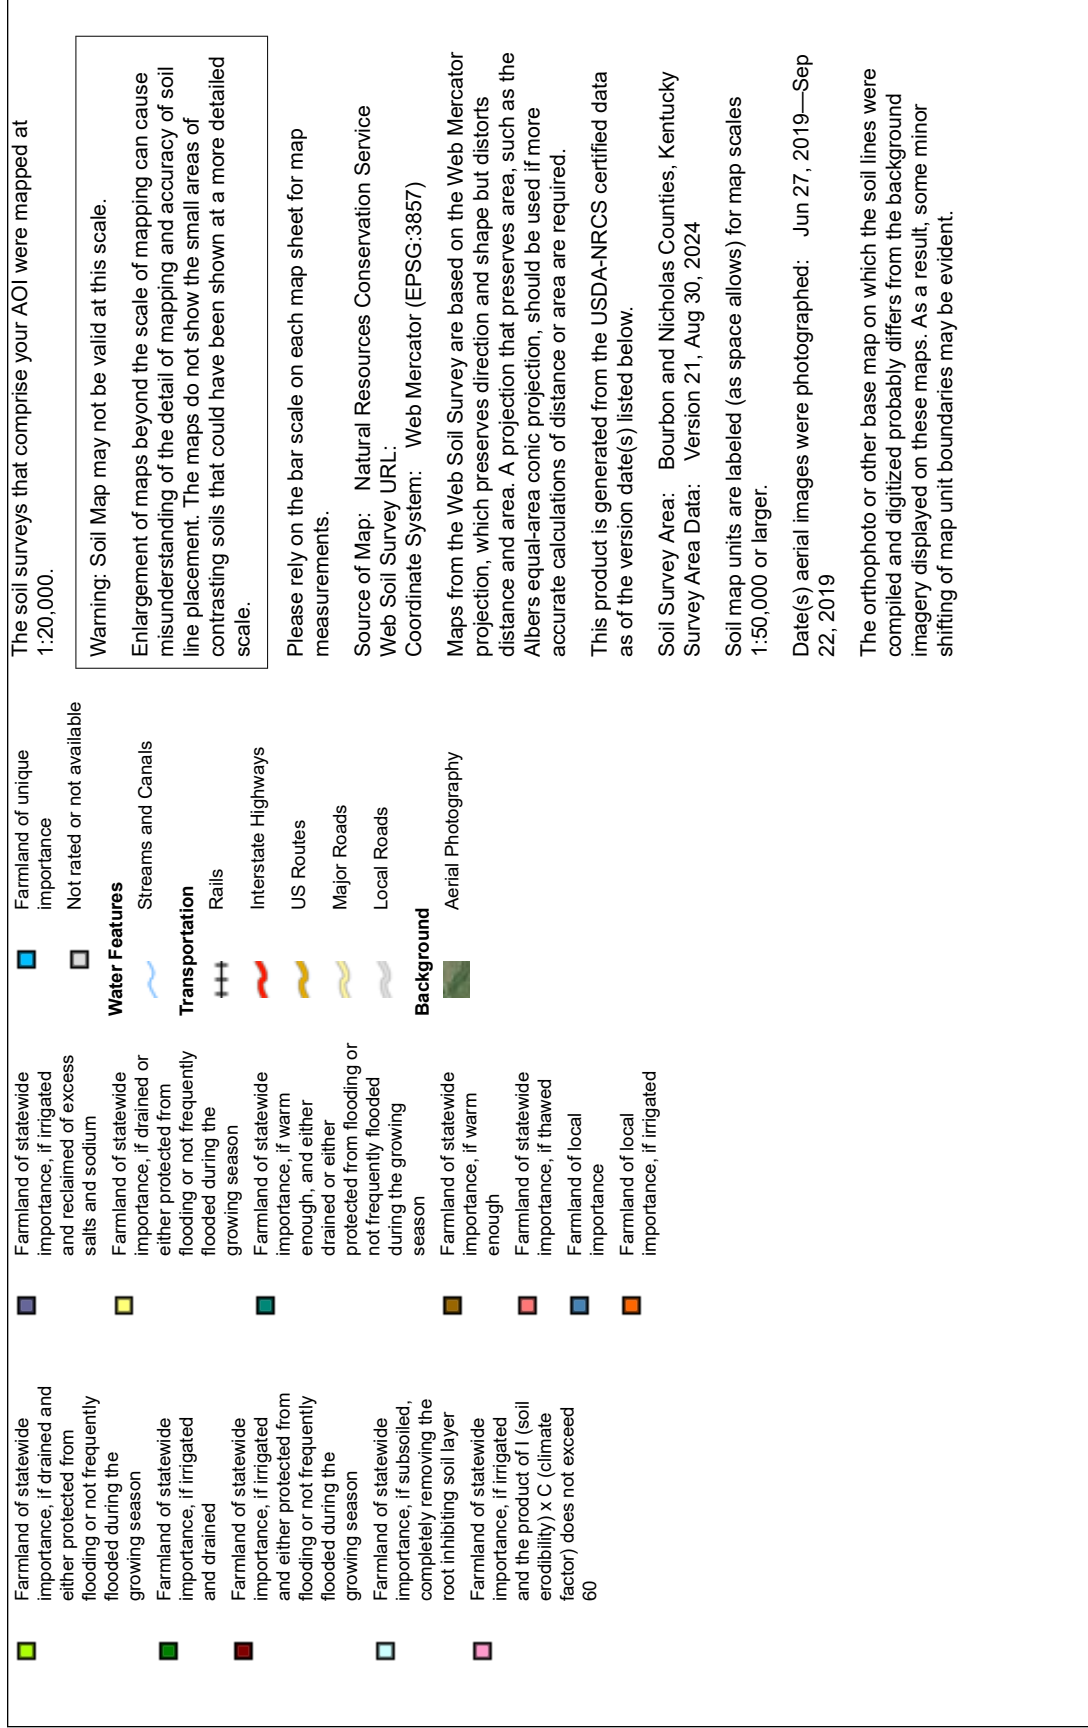 Farmland of statewide
importance, if drained and
either protected from
flooding or not frequently
flooded during the
growing season
Farmland of statewide
importance, if irrigated
and drained
Farmland of statewide
importance, if irrigated
and either protected from
flooding or not frequently
flooded during the
growing season
Farmland of statewide
importance, if subsoiled,
completely removing the
root inhibiting soil layer
Farmland of statewide
importance, if irrigated
and the product of I (soil
erodibility) x C (climate
factor) does not exceed
60
Farmland of statewide
importance, if irrigated
and reclaimed of excess
salts and sodium
Farmland of statewide
importance, if drained or
either protected from
flooding or not frequently
flooded during the
growing season
Farmland of statewide
importance, if warm
enough, and either
drained or either
protected from flooding or
not frequently flooded
during the growing
season
Farmland of statewide
importance, if warm
enough
Farmland of statewide
importance, if thawed
Farmland of local
importance
Farmland of local
importance, if irrigated
Farmland of unique
importance
Not rated or not available
Water Features
Streams and Canals
Transportation
Rails
Interstate Highways
US Routes
Major Roads
Local Roads
Background
Aerial Photography
The soil surveys that comprise your AOI were mapped at
1:20,000.
Warning: Soil Map may not be valid at this scale.
Enlargement of maps beyond the scale of mapping can cause
misunderstanding of the detail of mapping and accuracy of soil
line placement. The maps do not show the small areas of
contrasting soils that could have been shown at a more detailed
scale.
Please rely on the bar scale on each map sheet for map
measurements.
Source of Map: Natural Resources Conservation Service
Web Soil Survey URL:
Coordinate System: Web Mercator (EPSG:3857)
Maps from the Web Soil Survey are based on the Web Mercator
projection, which preserves direction and shape but distorts
distance and area. A projection that preserves area, such as the
Albers equal-area conic projection, should be used if more
accurate calculations of distance or area are required.
This product is generated from the USDA-NRCS certified data
as of the version date(s) listed below.
Soil Survey Area: Bourbon and Nicholas Counties, Kentucky
Survey Area Data: Version 21, Aug 30, 2024
Soil map units are labeled (as space allows) for map scales
1:50,000 or larger.
Date(s) aerial images were photographed: Jun 27, 2019—Sep
22, 2019
The orthophoto or other base map on which the soil lines were
compiled and digitized probably differs from the background
imagery displayed on these maps. As a result, some minor
shifting of map unit boundaries may be evident.